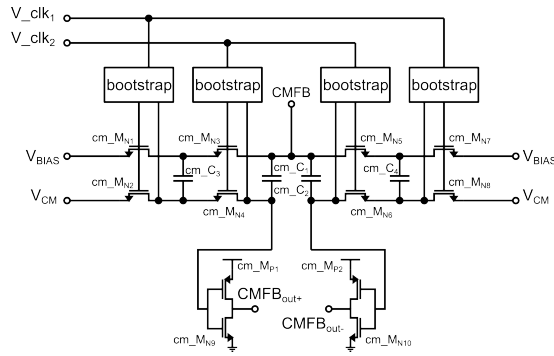 V_clk1
V_clk2
bootstrap bootstrap CMFB bootstrap bootstrap
cm_MN1 cm_MN3 cm_MN5 cm_MN7
VBIAS cm_C3 cm_C1 cm_C4 VBIAS
cm_MN2 cm_C2 cm_MN8
VCM cm_MN4 cm_MN6 VCM
cm_MP1 cm_MP2
CMFBout+ CMFBout-
cm_MN9 cm_MN10